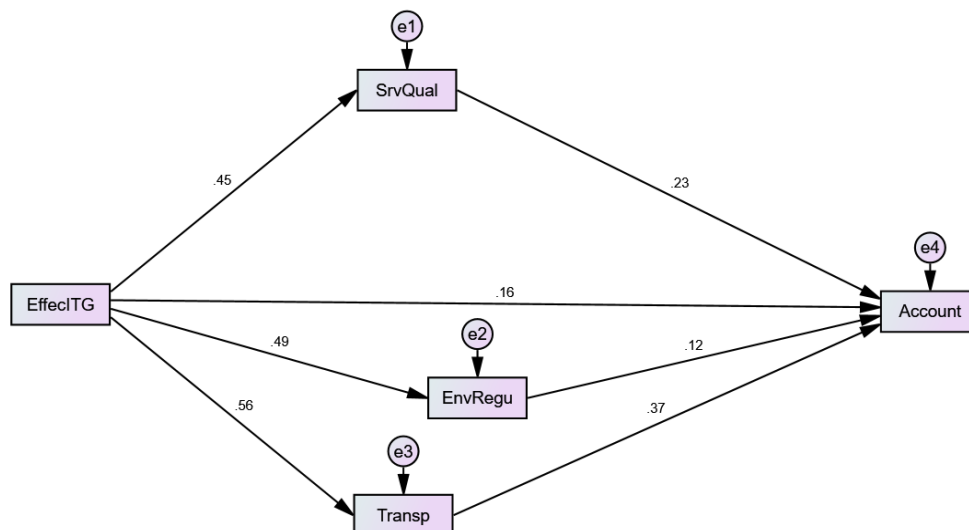 e1
SrvQual
.45
.23
e4
EffecITG
.16
Account
e2
.49
.12
EnvRegu
.56
.37
e3
Transp